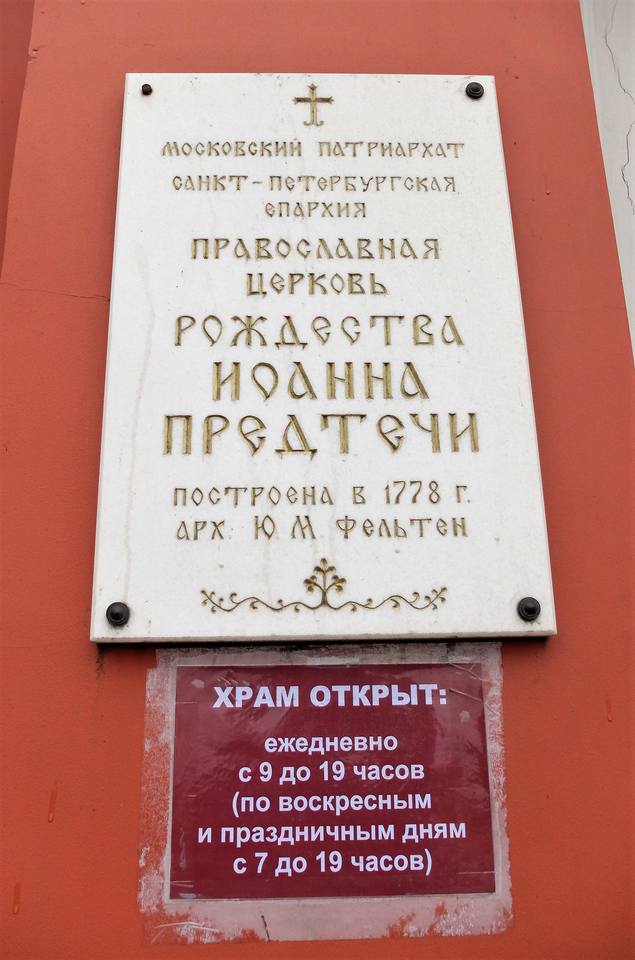 МОСКОВСКИЙ ПАТРИАРХАТ
САНКТ-ПЕТЕРБУРГСКАЯ
ЕПАРХИЯ
ПРАВОСЛАВНАЯ
ЦЕРКОВЬ
РОЖДЕСТВА
ИОАННА
ПРЕДТЕЧИ
ПОСТРОЕНА В 1778 Г.
АРХ. Ю М ФЕЛЬТЕН
ХРАМ ОТКРЫТ:
ежедневно
с 9 до 19 часов
(по воскресным
и праздничным дням
с 7 до 19 часов)